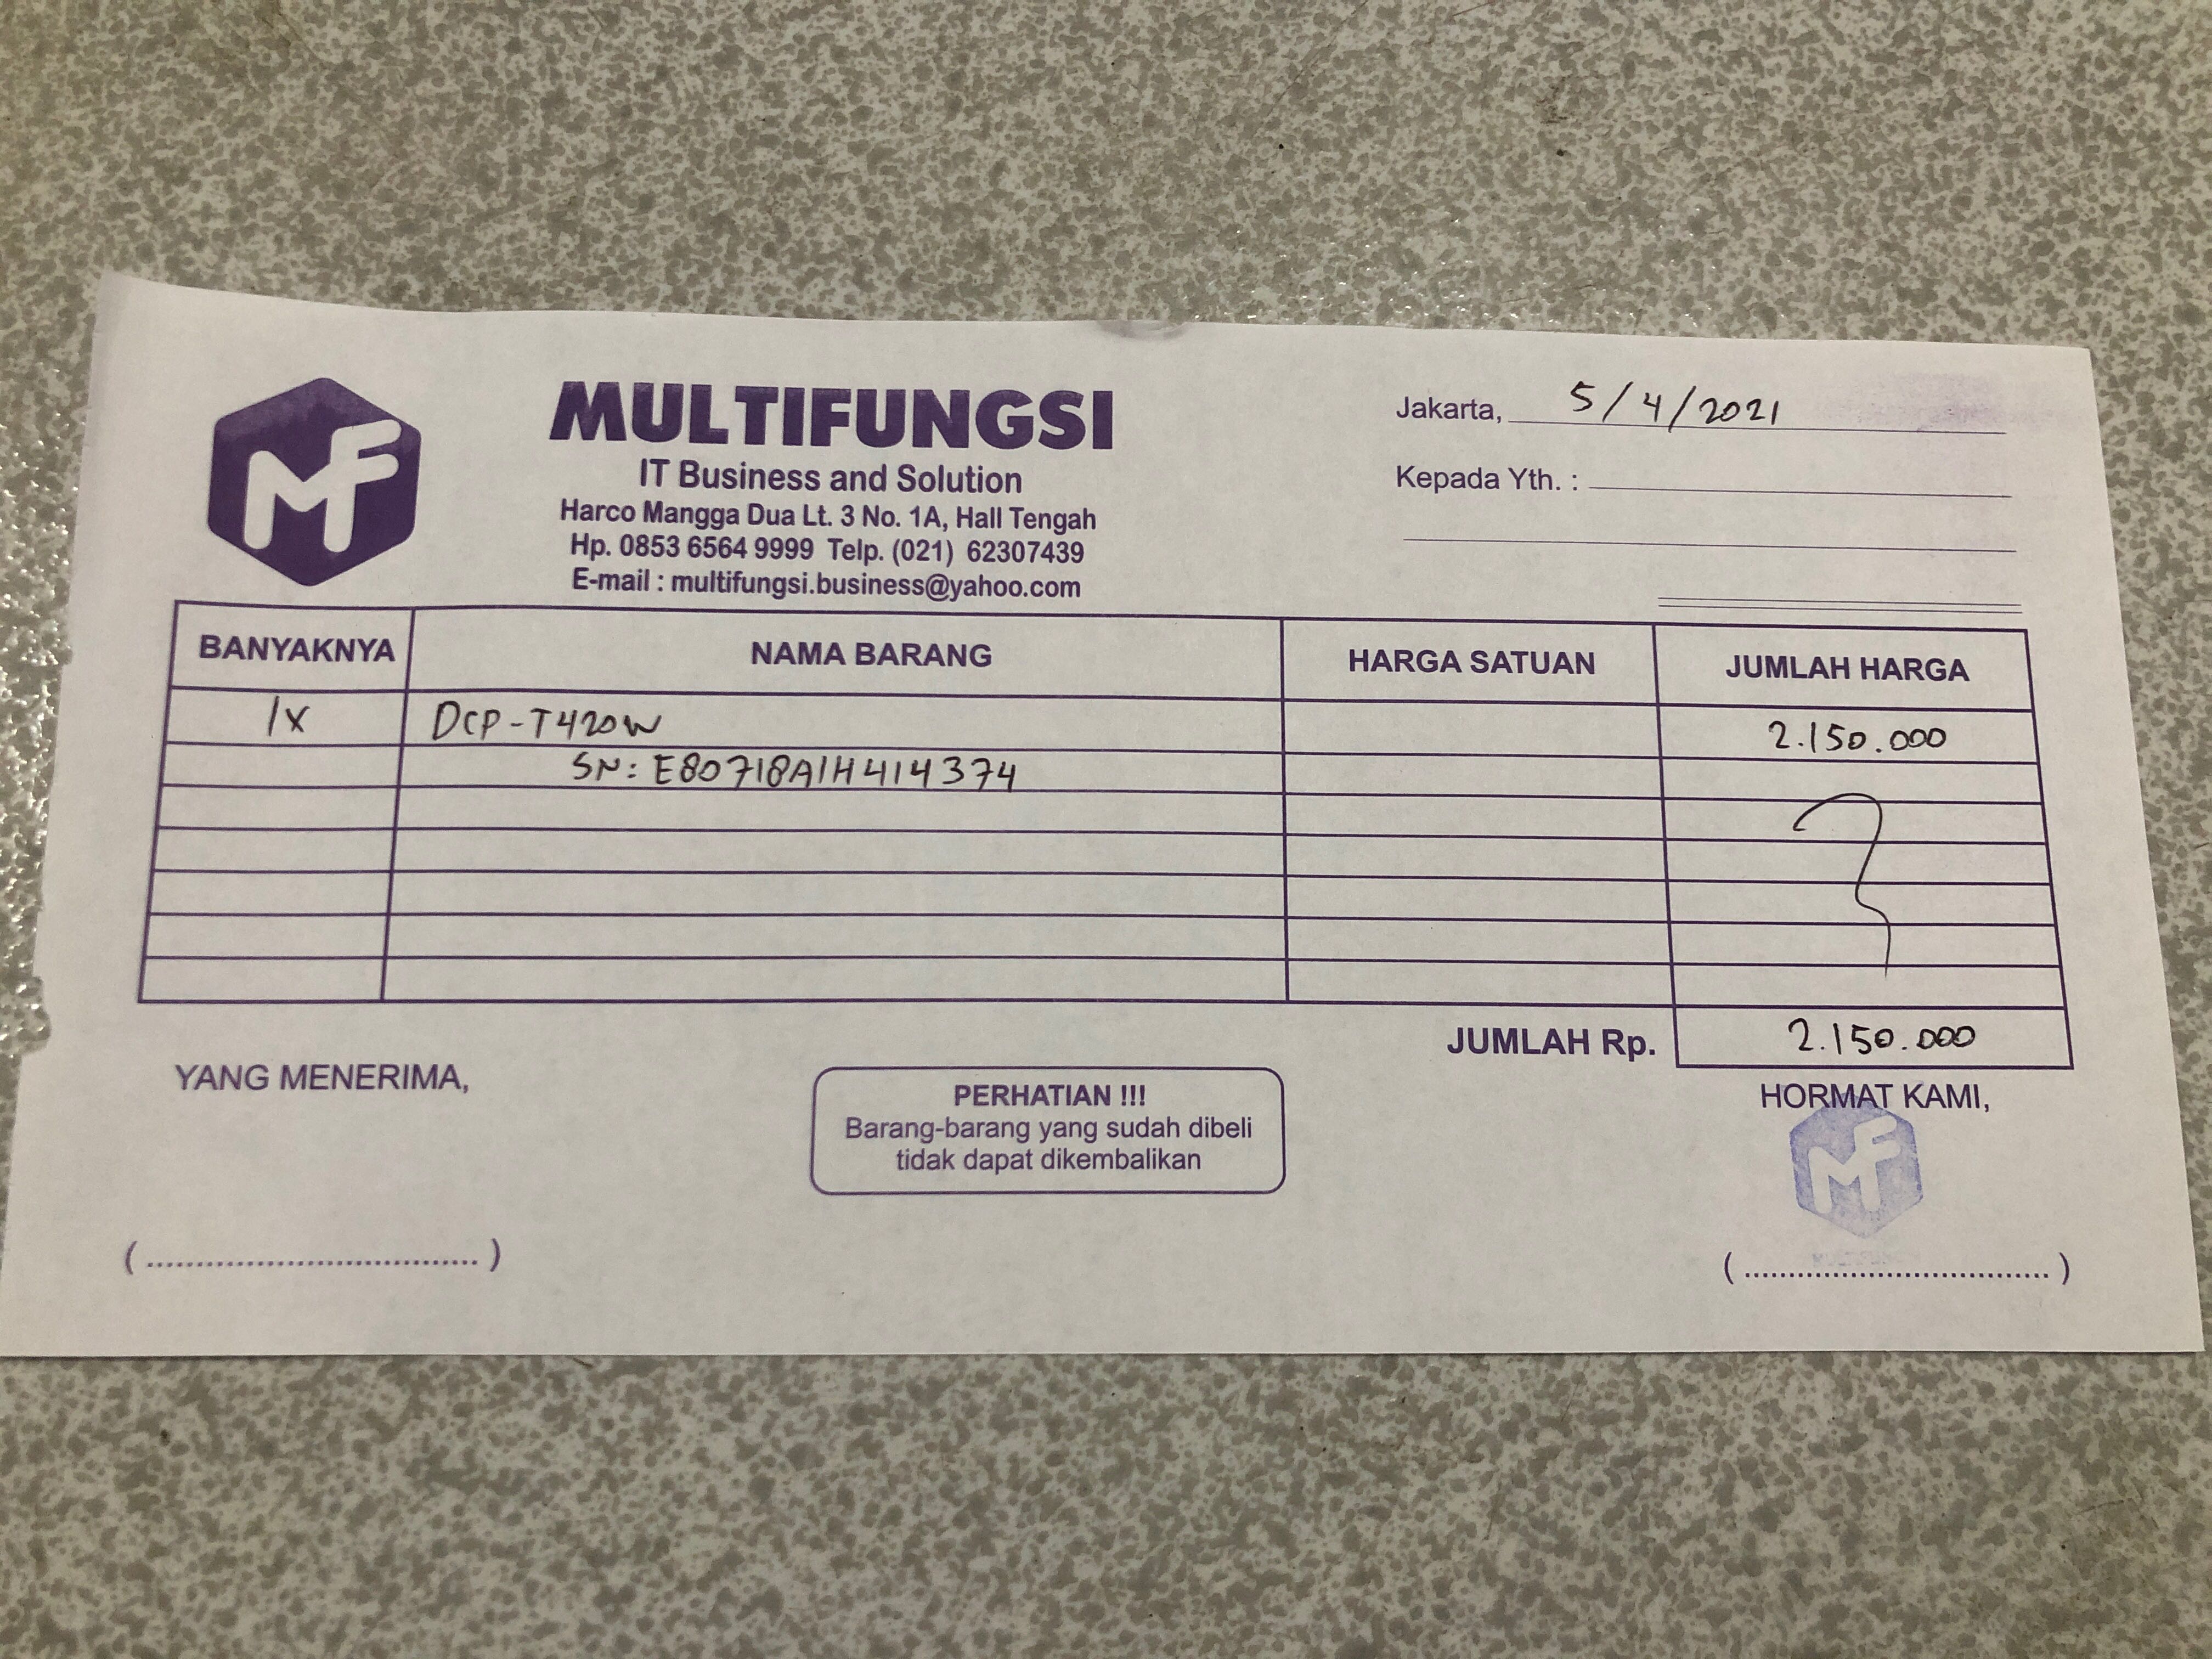 MF
MULTIFUNGSI
IT Business and Solution
Harco Mangga Dua Lt. 3 No. 1A, Hall Tengah
Hp. 0853 6564 9999 Telp. (021) 62307439
E-mail : multifungsi.business@yahoo.com
Jakarta, 5/4/2021
Kepada Yth. :
BANYAKNYA NAMA BARANG HARGA SATUAN JUMLAH HARGA
1x DCP-T420W 2.150.000
SN: E80718A1H414374
JUMLAH Rp. 2.150.000
YANG MENERIMA,
PERHATIAN !!!
Barang-barang yang sudah dibeli
tidak dapat dikembalikan
HORMAT KAMI,
MF
(.................................)
(.................................)